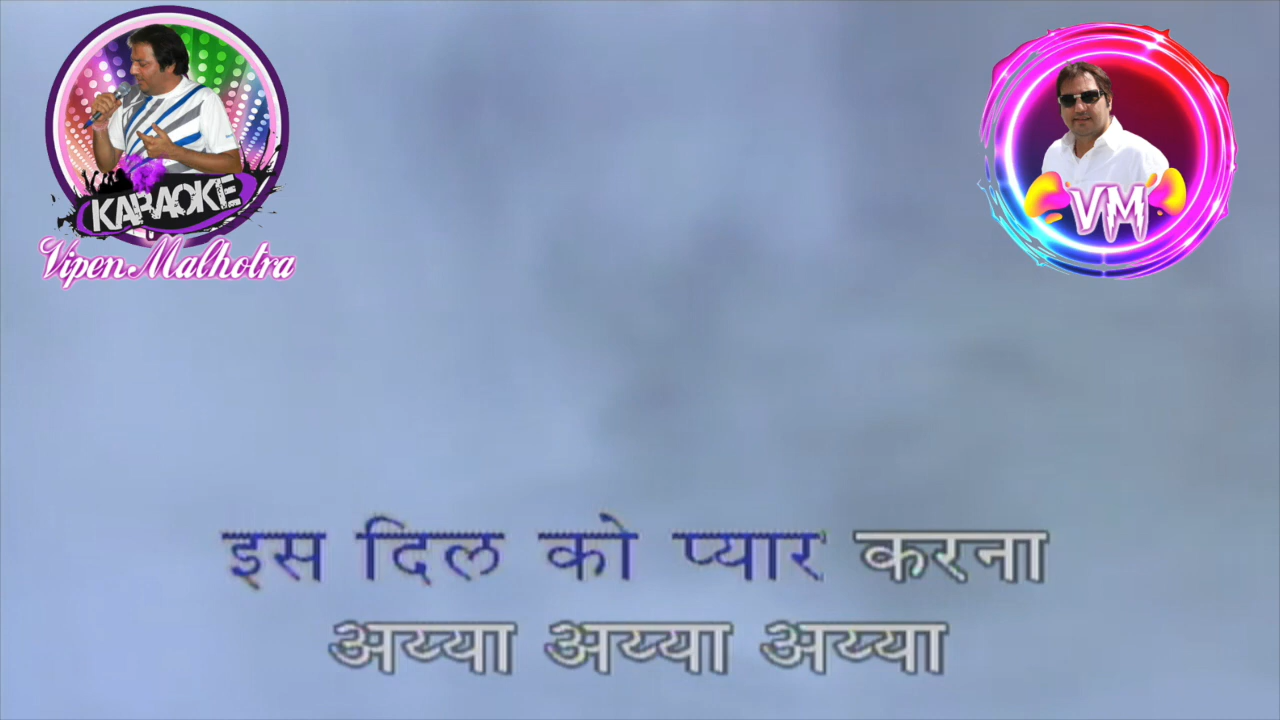 KARAOKE
Vipen Malhotra
VM
इस दिल को प्यार करना
अय्या अय्या अय्या